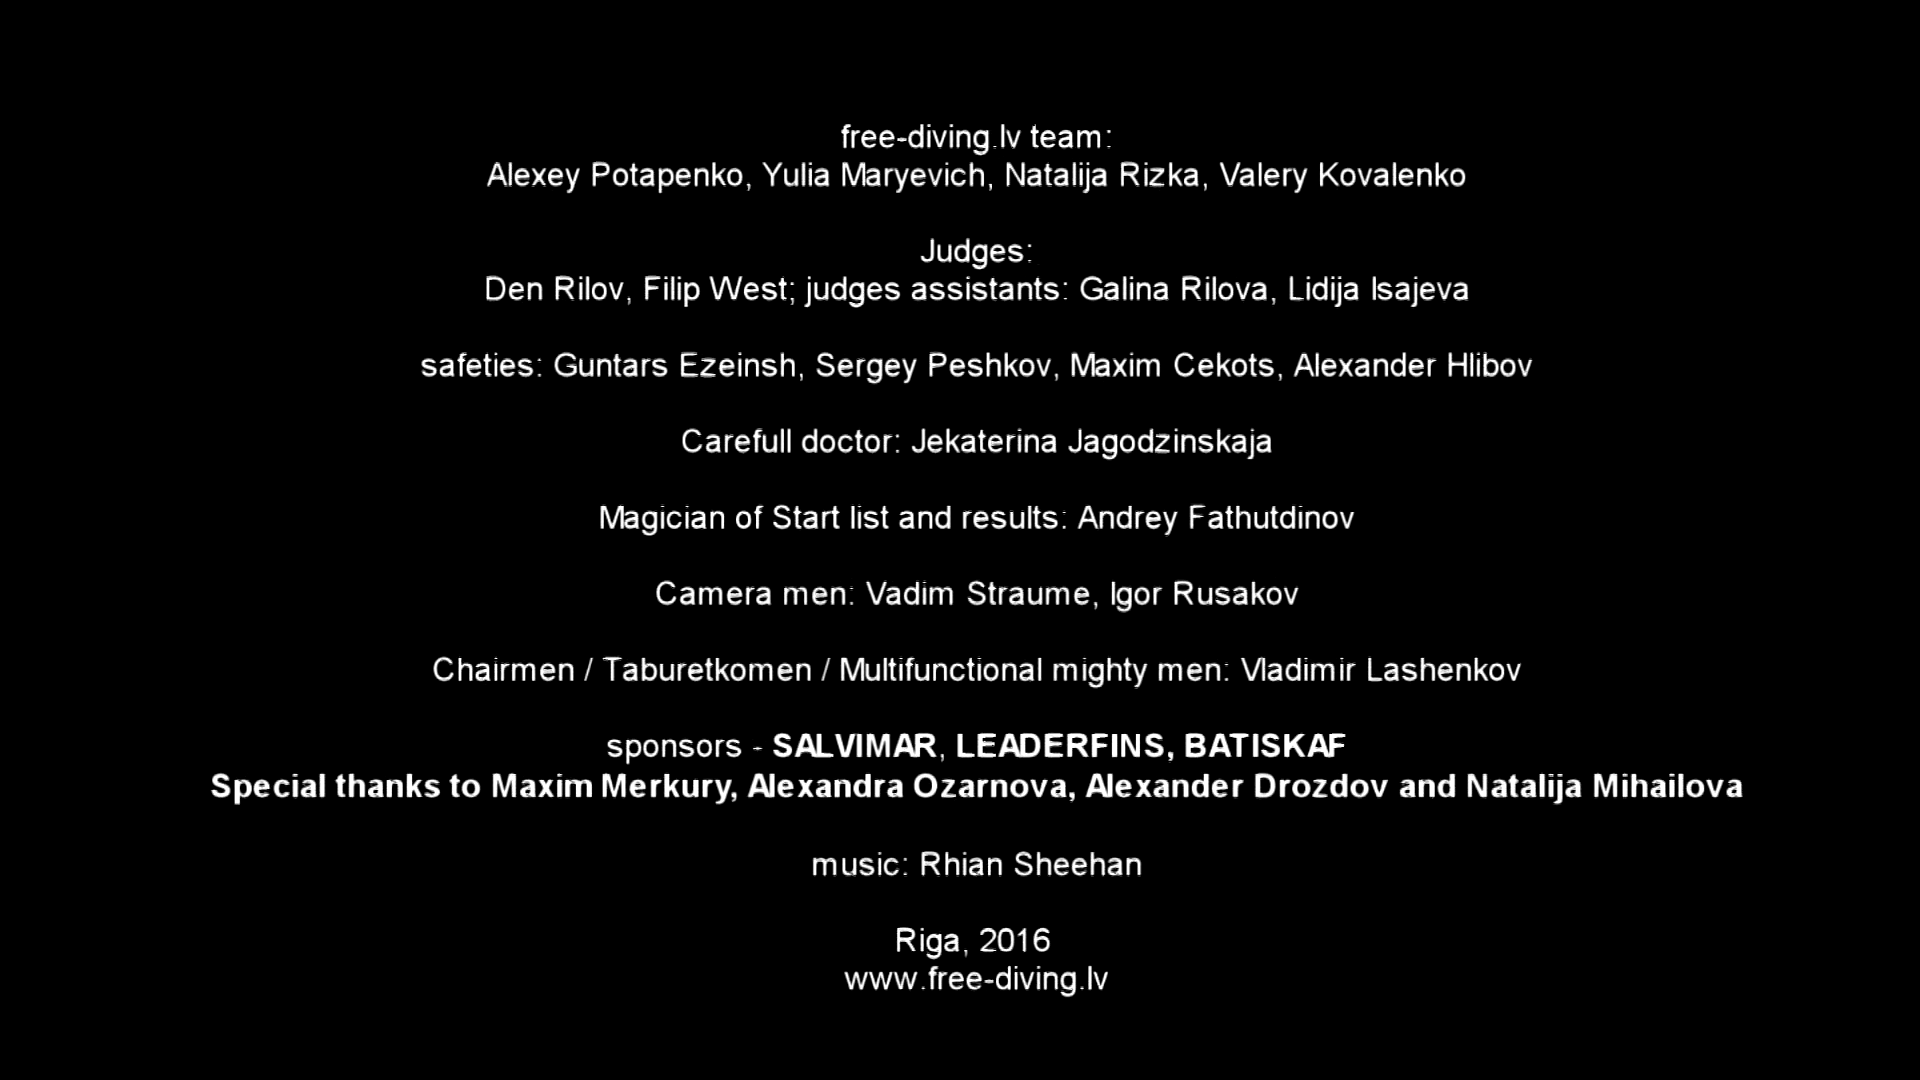 free-diving.lv team:
Alexey Potapenko, Yulia Maryevich, Natalija Rizka, Valery Kovalenko
Judges:
Den Rilov, Filip West; judges assistants: Galina Rilova, Lidija Isajeva
safeties: Guntars Ezeinsh, Sergey Peshkov, Maxim Cekots, Alexander Hlibov
Carefull doctor: Jekaterina Jagodzinskaja
Magician of Start list and results: Andrey Fathutdinov
Camera men: Vadim Straume, Igor Rusakov
Chairmen / Taburetkomen / Multifunctional mighty men: Vladimir Lashenkov
sponsors - SALVIMAR, LEADERFINS, BATISKAF
Special thanks to Maxim Merkury, Alexandra Ozarnova, Alexander Drozdov and Natalija Mihailova
music: Rhian Sheehan
Riga, 2016
www.free-diving.lv